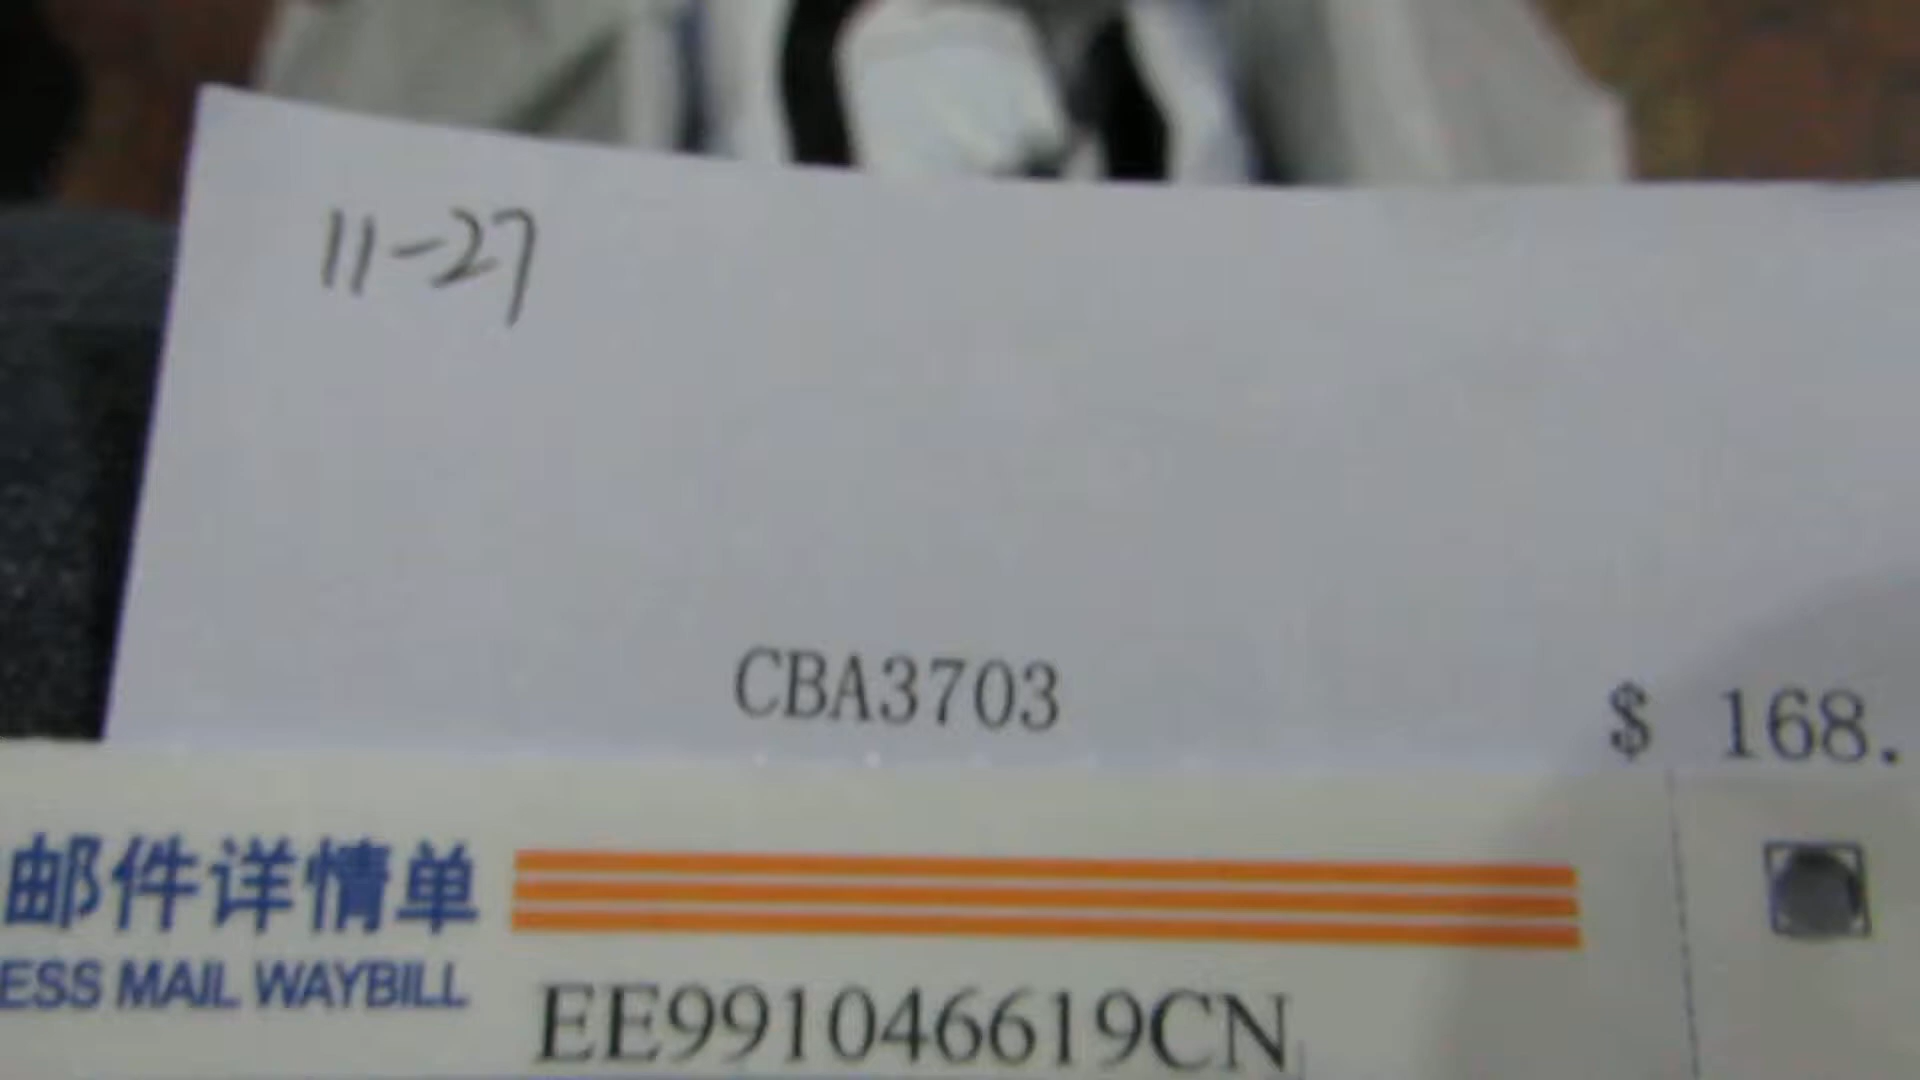 11-27
CBA3703
$ 168.
邮件详情单
ESS MAIL WAYBILL
EE991046619CN